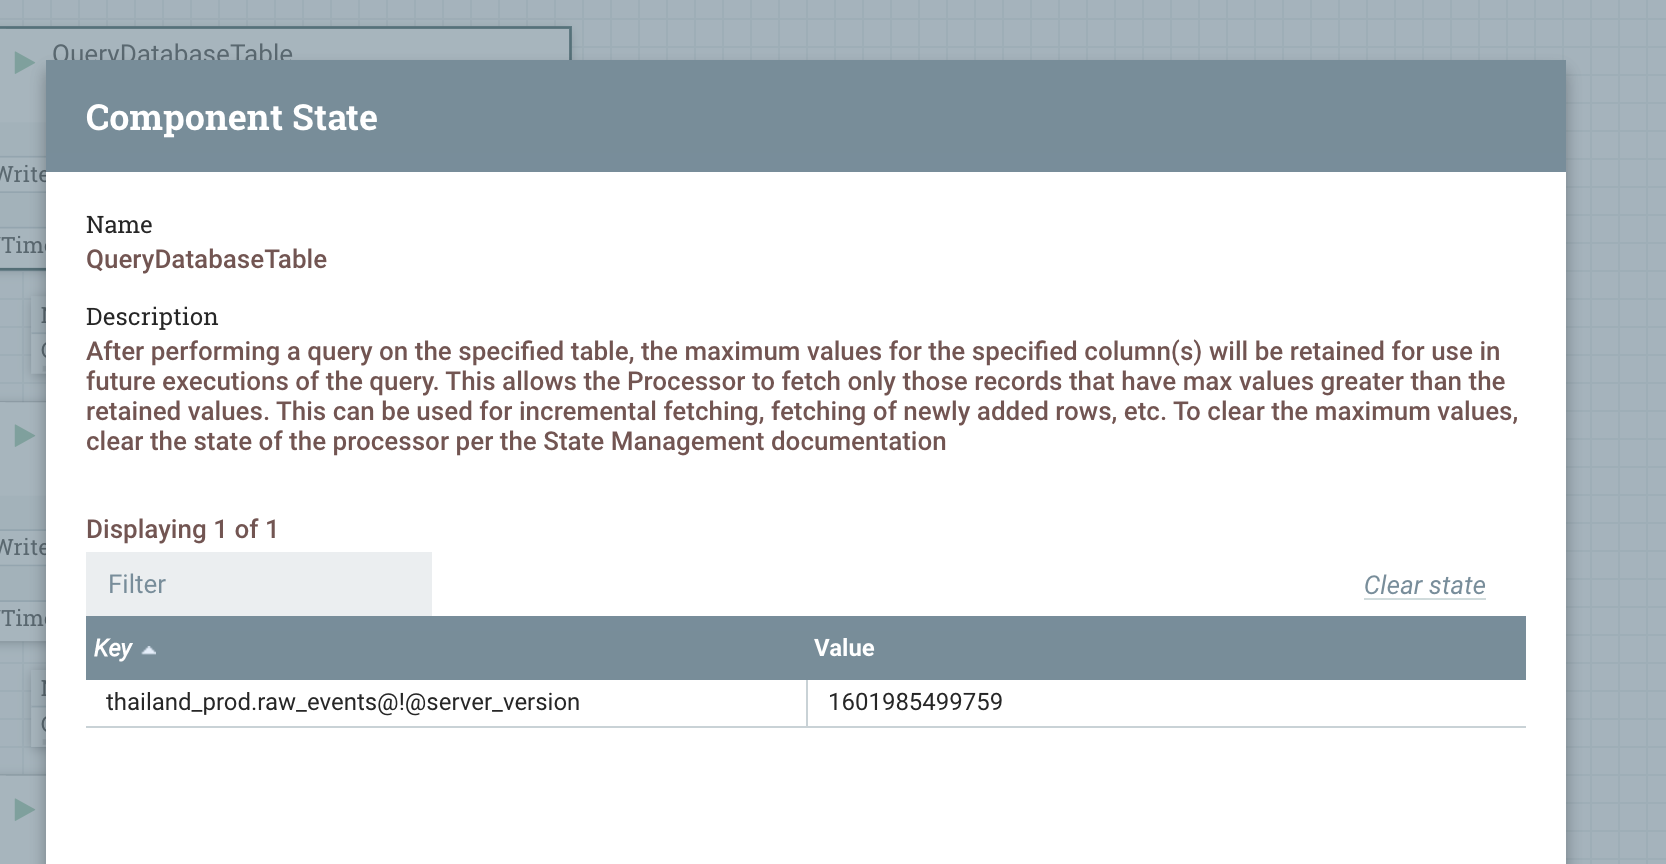 QueryDatabaseTable
Component State
Write
Name
Time
QueryDatabaseTable
Description
After performing a query on the specified table, the maximum values for the specified column(s) will be retained for use in
future executions of the query. This allows the Processor to fetch only those records that have max values greater than the
retained values. This can be used for incremental fetching, fetching of newly added rows, etc. To clear the maximum values,
clear the state of the processor per the State Management documentation
Displaying 1 of 1
Write
Filter
Clear state
Key Value
thailand_prod.raw_events@!@server_version 1601985499759